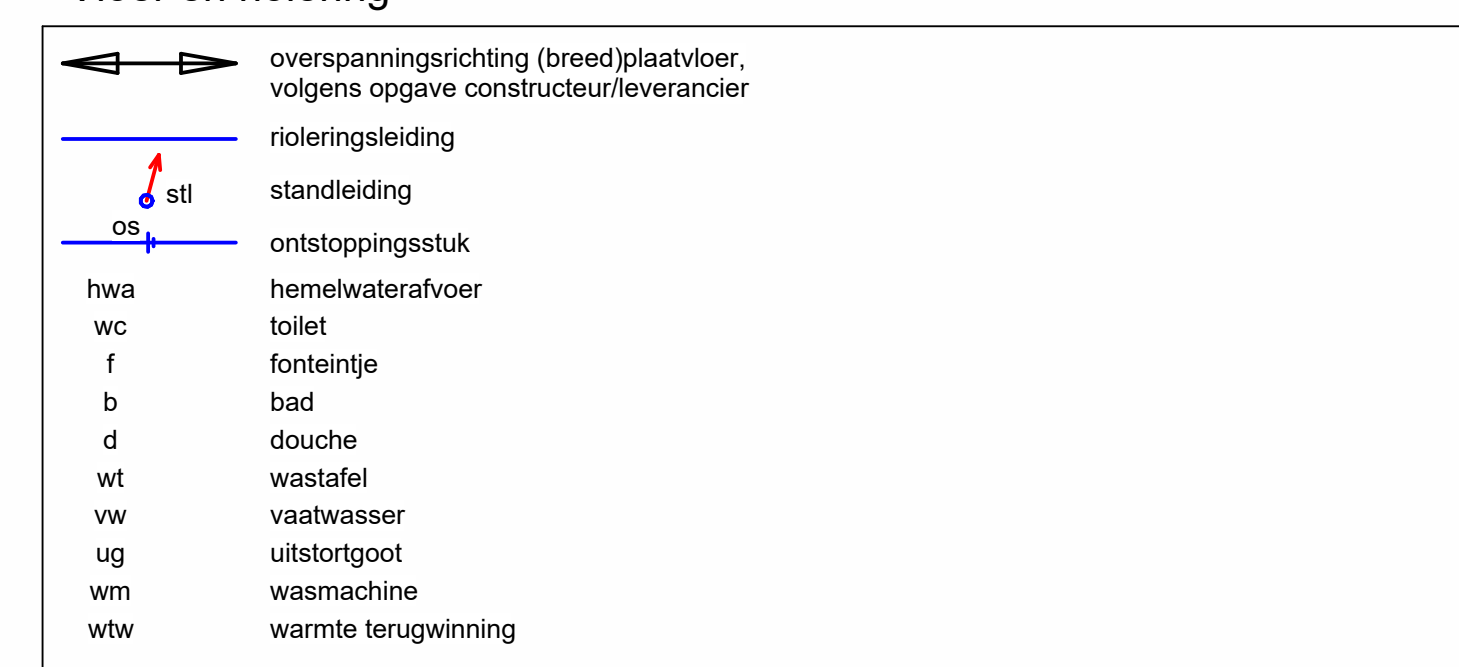 overspanningsrichting (breed)plaatvloer,
volgens opgave constructeur/leverancier
rioleringsleiding
stl standleiding
os ontstoppingsstuk
hwa hemelwaterafvoer
wc toilet
f fonteintje
b bad
d douche
wt wastafel
vw vaatwasser
ug uitstortgoot
wm wasmachine
wtw warmte terugwinning